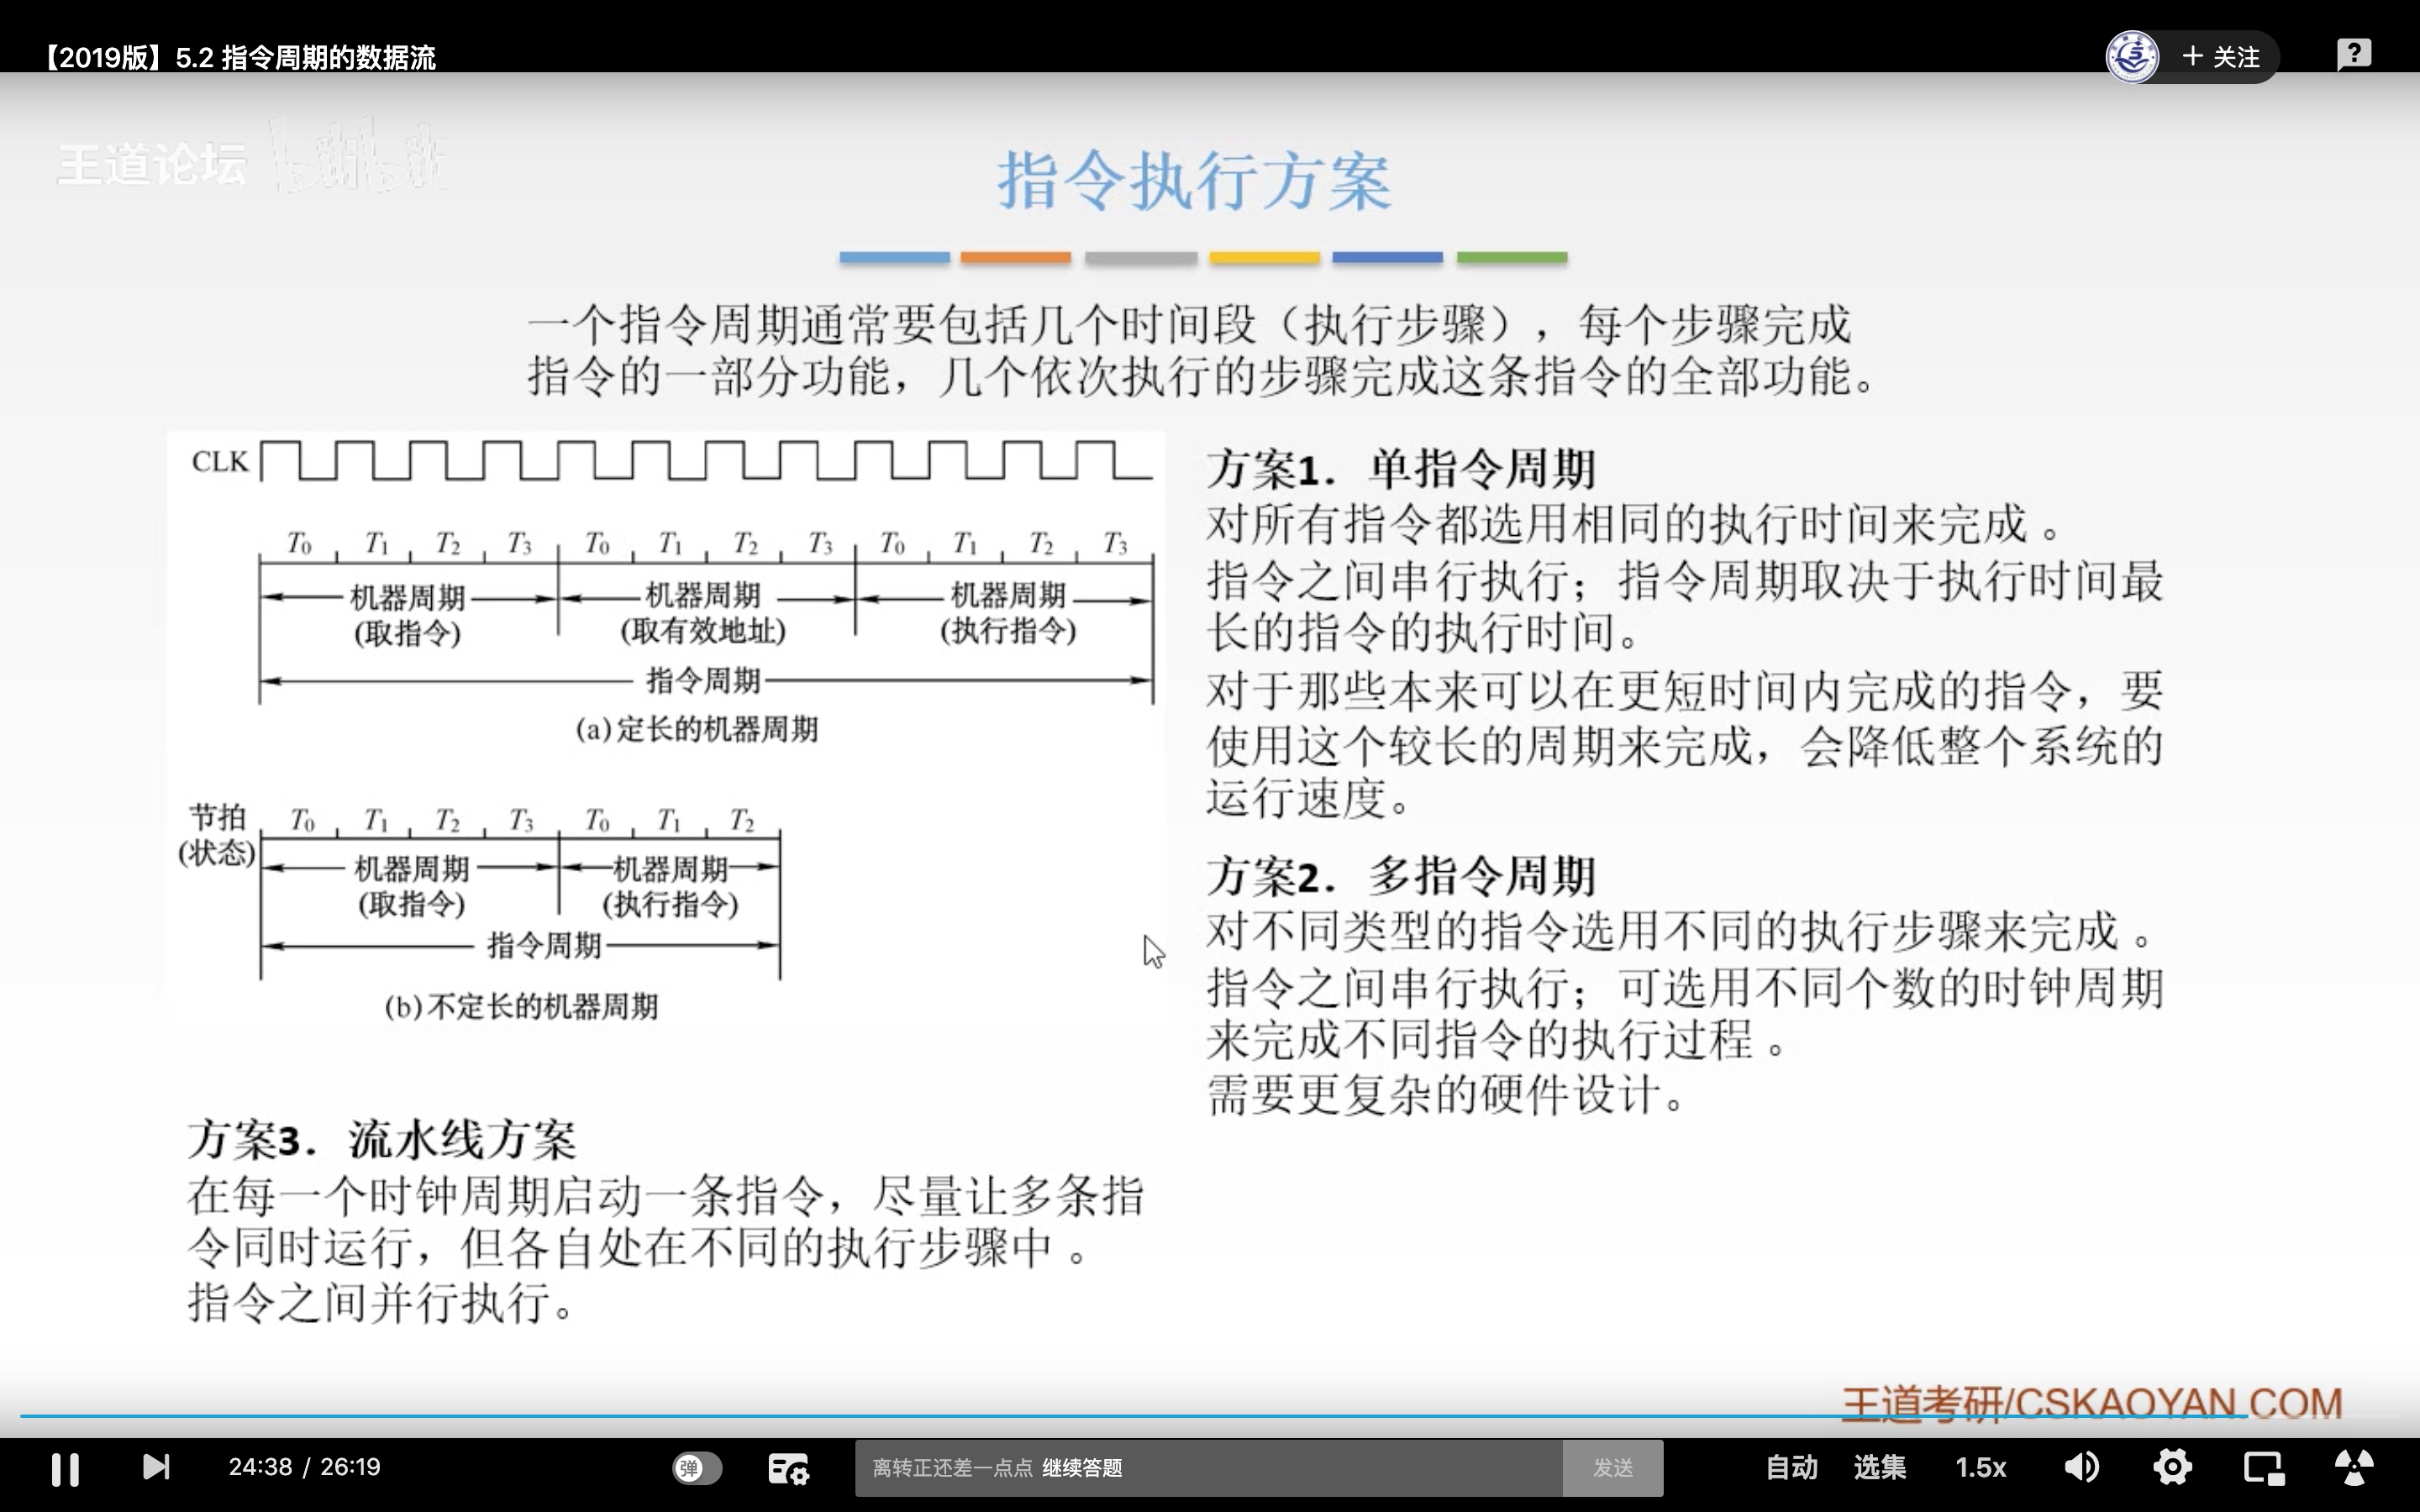 【2019版】5.2 指令周期的数据流
＋ 关注
王道论坛 bilibili
指令执行方案
一个指令周期通常要包括几个时间段（执行步骤），每个步骤完成
指令的一部分功能，几个依次执行的步骤完成这条指令的全部功能。
CLK
T0 T1 T2 T3 T0 T1 T2 T3 T0 T1 T2 T3
机器周期 机器周期 机器周期
(取指令) (取有效地址) (执行指令)
指令周期
(a)定长的机器周期
节拍 T0 T1 T2 T3 T0 T1 T2
(状态)
机器周期 机器周期
(取指令) (执行指令)
指令周期
(b)不定长的机器周期
方案1. 单指令周期
对所有指令都选用相同的执行时间来完成 。
指令之间串行执行；指令周期取决于执行时间最
长的指令的执行时间。
对于那些本来可以在更短时间内完成的指令，要
使用这个较长的周期来完成，会降低整个系统的
运行速度。
方案2. 多指令周期
对不同类型的指令选用不同的执行步骤来完成 。
指令之间串行执行；可选用不同个数的时钟周期
来完成不同指令的执行过程 。
需要更复杂的硬件设计。
方案3. 流水线方案
在每一个时钟周期启动一条指令，尽量让多条指
令同时运行，但各自处在不同的执行步骤中 。
指令之间并行执行。
王道考研/CSKAOYAN.COM
24:38 / 26:19
弹
离转正还差一点点 继续答题
发送
自动 选集 1.5x